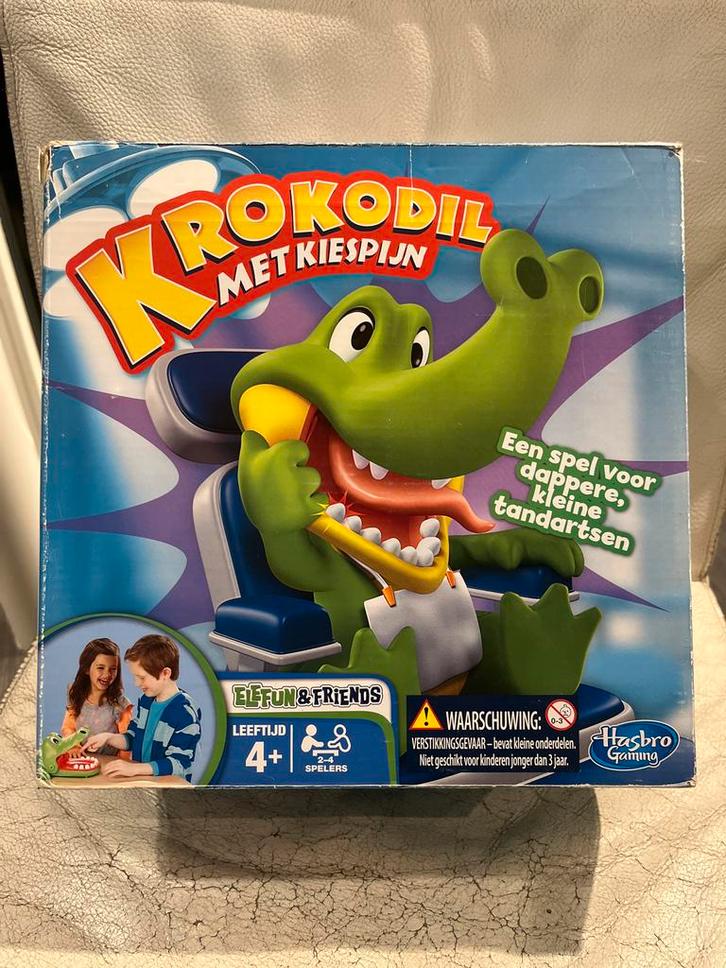 KROKODIL
MET KIESPIJN
Een spel voor
dappere,
kleine
tandartsen
ELEFUN & FRIENDS
LEEFTIJD
4+
2-4
SPELERS
WAARSCHUWING:
0-3
VERSTIKKINGSGEVAAR – bevat kleine onderdelen.
Niet geschikt voor kinderen jonger dan 3 jaar.
Hasbro
Gaming